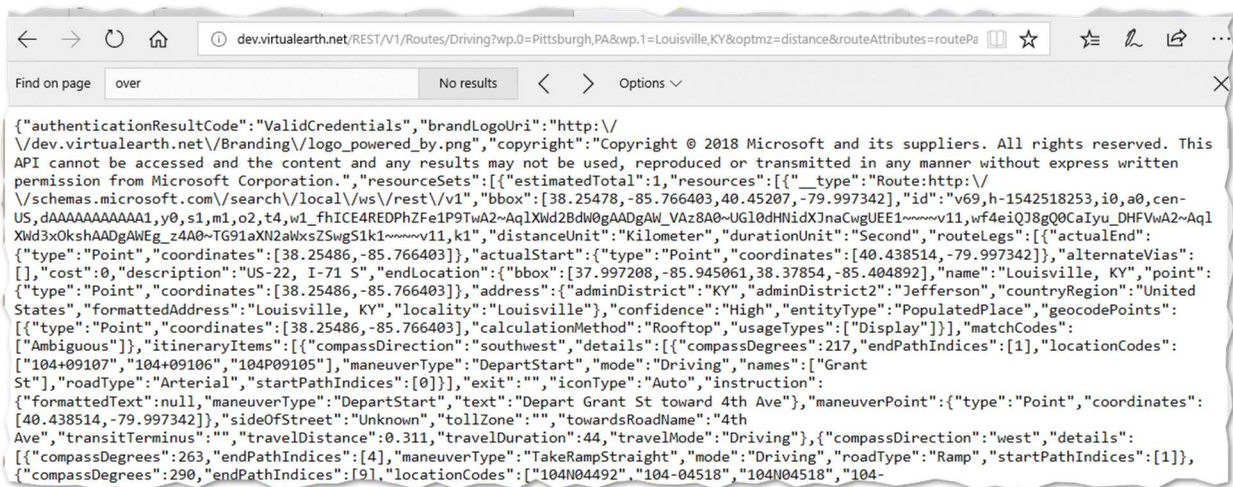 dev.virtualearth.net/REST/V1/Routes/Driving?wp.0=Pittsburgh,PA&wp.1=Louisville,KY&optmz=distance&routeAttributes=routePa
Find on page over No results Options
{"authenticationResultCode":"ValidCredentials","brandLogoUri":"http:\/
\/dev.virtualearth.net\/Branding\/logo_powered_by.png","copyright":"Copyright © 2018 Microsoft and its suppliers. All rights reserved. This
API cannot be accessed and the content and any results may not be used, reproduced or transmitted in any manner without express written
permission from Microsoft Corporation.","resourceSets":[{"estimatedTotal":1,"resources":[{"__type":"Route:http:\/
\/schemas.microsoft.com\/search\/local\/ws\/rest\/v1","bbox":[38.25478,-85.766403,40.45207,-79.997342],"id":"v69,h-1542518253,i0,a0,cen-
US,dAAAAAAAAAAA1,y0,s1,m1,o2,t4,w1_fhICE4REDPhZFe1P9TwA2~AqlXWd2BdW0gAADgAW_VAz8A0~UGl0dHNidXJnaCwgUEE1~~~~v11,wf4eiQJ8gQ0CaIyu_DHFVwA2~Aql
XWd3xOkshAADgAWEg_z4A0~TG91aXN2aWxsZSwgS1k1~~~~v11,k1","distanceUnit":"Kilometer","durationUnit":"Second","routeLegs":[{"actualEnd":
{"type":"Point","coordinates":[38.25486,-85.766403]},"actualStart":{"type":"Point","coordinates":[40.438514,-79.997342]},"alternateVias":
[],"cost":0,"description":"US-22, I-71 S","endLocation":{"bbox":[37.997208,-85.945061,38.37854,-85.404892],"name":"Louisville, KY","point":
{"type":"Point","coordinates":[38.25486,-85.766403]},"address":{"adminDistrict":"KY","adminDistrict2":"Jefferson","countryRegion":"United
States","formattedAddress":"Louisville, KY","locality":"Louisville"},"confidence":"High","entityType":"PopulatedPlace","geocodePoints":
[{"type":"Point","coordinates":[38.25486,-85.766403],"calculationMethod":"Rooftop","usageTypes":["Display"]}],"matchCodes":
["Ambiguous"]},"itineraryItems":[{"compassDirection":"southwest","details":[{"compassDegrees":217,"endPathIndices":[1],"locationCodes":
["104+09107","104+09106","104P09105"],"maneuverType":"DepartStart","mode":"Driving","names":["Grant
St"],"roadType":"Arterial","startPathIndices":[0]}],"exit":"","iconType":"Auto","instruction":
{"formattedText":null,"maneuverType":"DepartStart","text":"Depart Grant St toward 4th Ave"},"maneuverPoint":{"type":"Point","coordinates":
[40.438514,-79.997342]},"sideOfStreet":"Unknown","tollZone":"","towardsRoadName":"4th
Ave","transitTerminus":"","travelDistance":0.311,"travelDuration":44,"travelMode":"Driving"},{"compassDirection":"west","details":
[{"compassDegrees":263,"endPathIndices":[4],"maneuverType":"TakeRampStraight","mode":"Driving","roadType":"Ramp","startPathIndices":[1]},
{"compassDegrees":290,"endPathIndices":[9],"locationCodes":["104N04492","104-04518","104N04518","104-